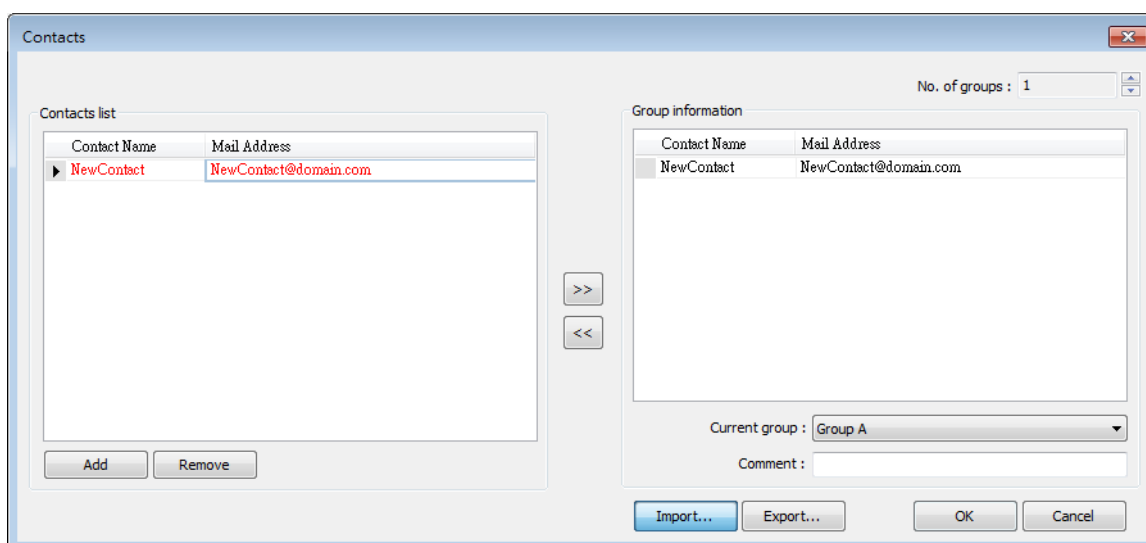 Contacts
No. of groups : 1
Contacts list
Contact Name Mail Address
NewContact NewContact@domain.com
Add Remove
>>
<<
Group information
Contact Name Mail Address
NewContact NewContact@domain.com
Current group : Group A
Comment :
Import... Export... OK Cancel